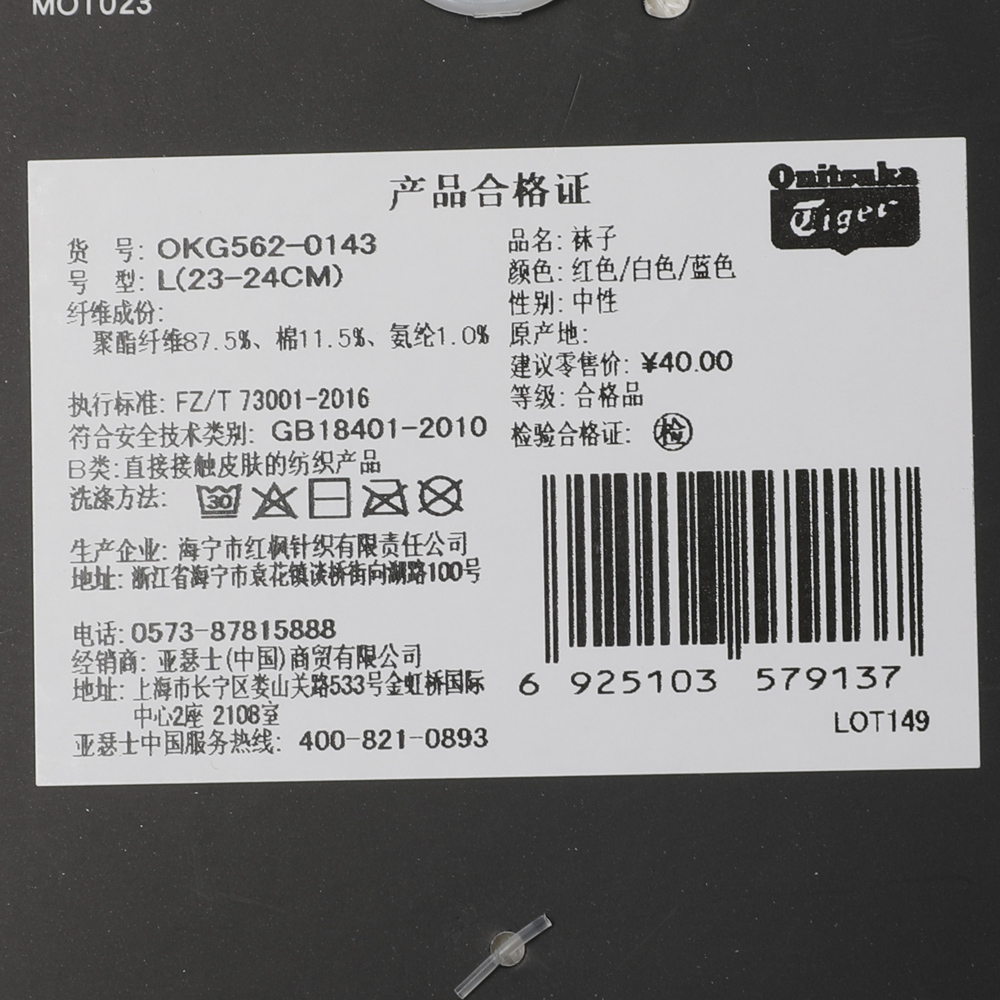 MOT023
产品合格证
Onitsuka
Tiger
货 号: OKG562-0143
号 型: L(23-24CM)
纤维成份:
聚酯纤维87.5%、棉11.5%、氨纶1.0%
执行标准: FZ/T 73001-2016
符合安全技术类别: GB18401-2010
B类:直接接触皮肤的纺织产品
洗涤方法:
30
生产企业: 海宁市红枫针织有限责任公司
地址: 浙江省海宁市袁花镇谈桥街向湖路100号
电话: 0573-87815888
经销商: 亚瑟士(中国)商贸有限公司
地址: 上海市长宁区娄山关路533号金虹桥国际
中心2座 2108室
亚瑟士中国服务热线: 400-821-0893
品名: 袜子
颜色: 红色/白色/蓝色
性别: 中性
原产地:
建议零售价: ¥40.00
等级: 合格品
检验合格证: 检
6 925103 579137
LOT149